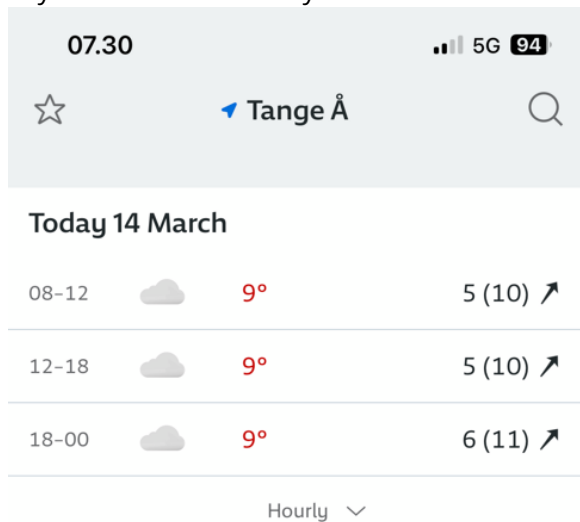 07.30 5G 94
Tange Å
Today 14 March
08-12 9° 5 (10)
12-18 9° 5 (10)
18-00 9° 6 (11)
Hourly